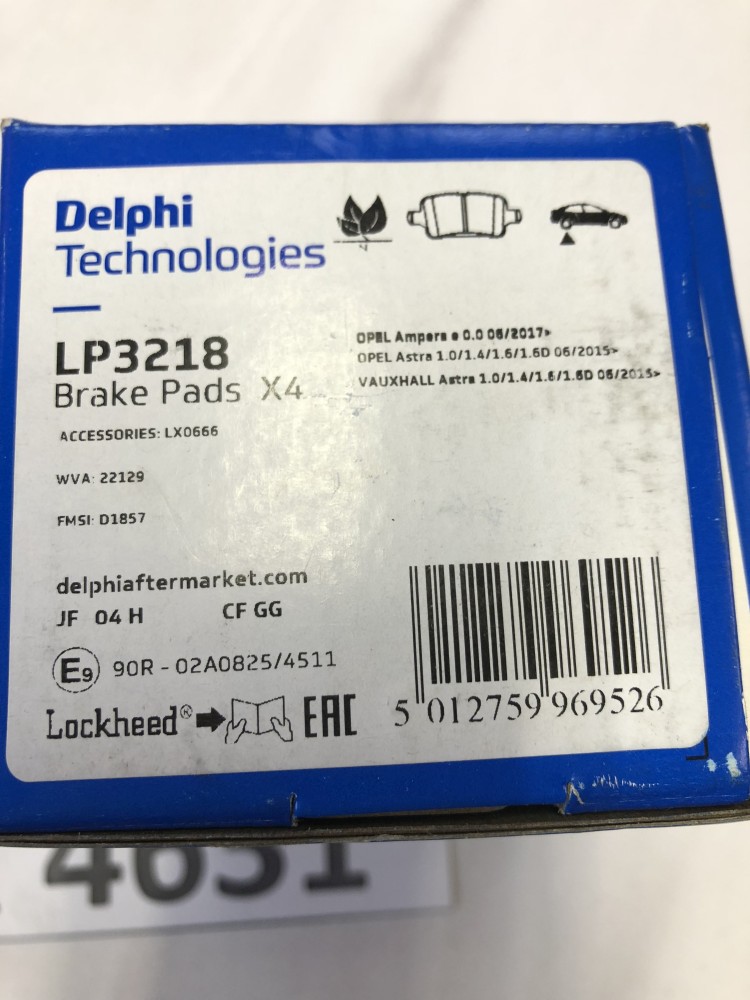 Delphi
Technologies
4
LP3218
Brake Pads X4
OPEL Ampera e 0.0 06/2017>
OPEL Astra 1.0/1.4/1.6/1.6D 06/2015>
VAUXHALL Astra 1.0/1.4/1.6/1.6D 06/2015>
ACCESSORIES: LX0666
WVA: 22129
FMSI: D1857
delphiaftermarket.com
JF 04 H CF GG
E9 90R - 02A0825/4511
Lockheed® EAC
5 012759 969526
4651